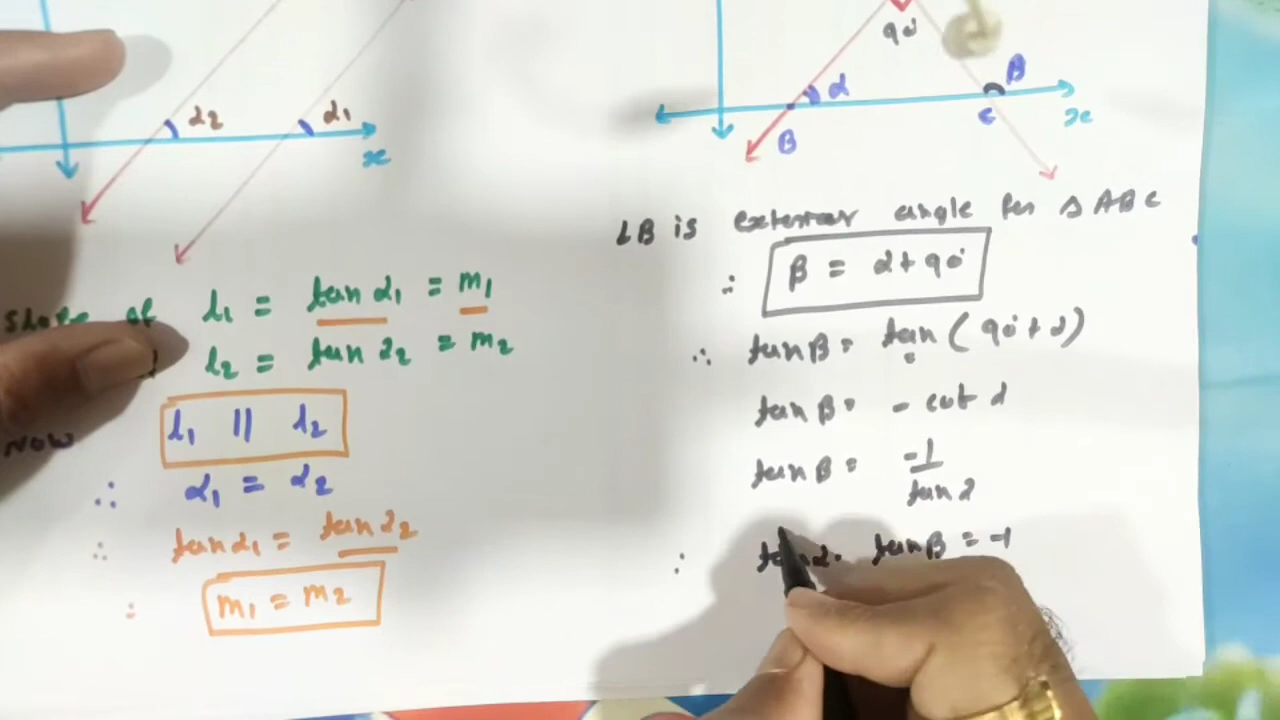 α2 α1
x
slope of l1 = tan α1 = m1
l2 = tan α2 = m2
Now l1 || l2
∴ α1 = α2
∴ tan α1 = tan α2
∴ m1 = m2
90°
α β
B C x
∠B is exterior angle for △ABC
∴ β = α + 90°
∴ tan β = tan (90° + α)
tan β = - cot α
tan β = -1
tan α
∴ tan α · tan β = -1